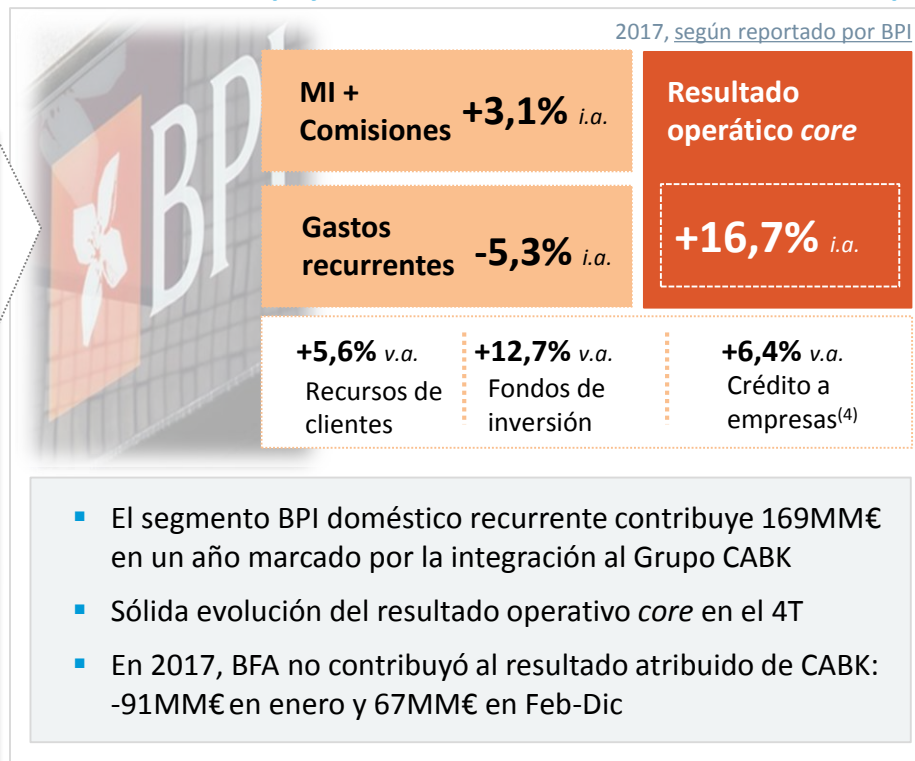 2017, según reportado por BPI
BPI
MI +
Comisiones
+3,1% i.a.
Gastos
recurrentes
-5,3% i.a.
Resultado
operático core
+16,7% i.a.
+5,6% v.a.
Recursos de
clientes
+12,7% v.a.
Fondos de
inversión
+6,4% v.a.
Crédito a
empresas(4)
▪ El segmento BPI doméstico recurrente contribuye 169MM€
en un año marcado por la integración al Grupo CABK
▪ Sólida evolución del resultado operativo core en el 4T
▪ En 2017, BFA no contribuyó al resultado atribuido de CABK:
-91MM€ en enero y 67MM€ en Feb-Dic